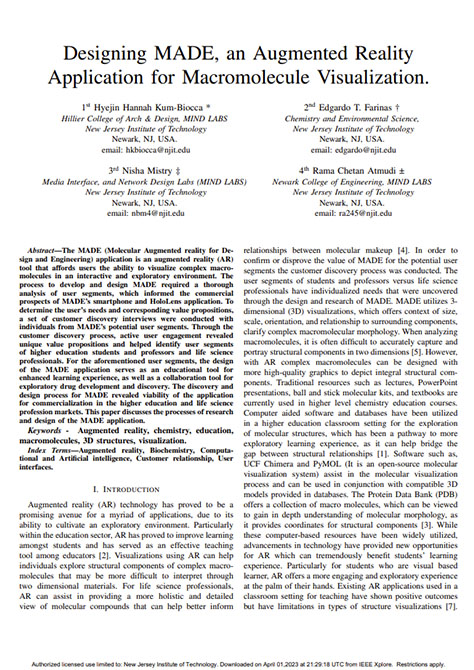 Designing MADE, an Augmented Reality
Application for Macromolecule Visualization.
1st Hyejin Hannah Kum-Biocca *
Hillier College of Arch & Design, MIND LABS
New Jersey Institute of Technology
Newark, NJ, USA.
email: hkbiocca@njit.edu
2nd Edgardo T. Farinas †
Chemistry and Environmental Science,
New Jersey Institute of Technology
Newark, NJ, USA.
email: edgardo@njit.edu
3rd Nisha Mistry ‡
Media Interface, and Network Design Labs (MIND LABS)
New Jersey Institute of Technology
Newark, NJ, USA.
email: nbm4@njit.edu
4th Rama Chetan Atmudi ±
Newark College of Engineering, MIND LABS
New Jersey Institute of Technology
Newark, NJ, USA.
email: ra245@njit.edu
Abstract—The MADE (Molecular Augmented reality for De-
sign and Engineering) application is an augmented reality (AR)
tool that affords users the ability to visualize complex macro-
molecules in an interactive and exploratory environment. The
process to develop and design MADE required a thorough
analysis of user segments, which informed the commercial
prospects of MADE's smartphone and HoloLens application. To
determine the user's needs and corresponding value propositions,
a set of customer discovery interviews were conducted with
individuals from MADE's potential user segments. Through the
customer discovery process, active user engagement revealed
unique value propositions and helped identify user segments
of higher education students and professors and life science
professionals. For the aforementioned user segments, the design
of the MADE application serves as an educational tool for
enhanced learning experience, as well as a collaboration tool for
exploratory drug development and discovery. The discovery and
design process for MADE revealed viability of the application
for commercialization in the higher education and life science
profession markets. This paper discusses the processes of research
and design of the MADE application.
Keywords - Augmented reality, chemistry, education,
macromolecules, 3D structures, visualization.
Index Terms—Augmented reality, Biochemistry, Computa-
tional and Artificial intelligence, Customer relationship, User
interfaces.
I. INTRODUCTION
Augmented reality (AR) technology has proved to be a
promising avenue for a myriad of applications, due to its
ability to cultivate an exploratory environment. Particularly
within the education sector, AR has proved to improve learning
amongst students and has served as an effective teaching
tool among educators [2]. Visualizations using AR can help
individuals explore structural components of complex macro-
molecules that may be more difficult to interpret through
two dimensional materials. For life science professionals,
AR can assist in providing a more holistic and detailed
view of molecular compounds that can help better inform
relationships between molecular makeup [4]. In order to
confirm or disprove the value of MADE for the potential user
segments the customer discovery process was conducted. The
user segments of students and professors versus life science
professionals have individualized needs that were uncovered
through the design and research of MADE. MADE utilizes 3-
dimensional (3D) visualizations, which offers context of size,
scale, orientation, and relationship to surrounding components,
clarify complex macromolecular morphology. When analyzing
macromolecules, it is often difficult to accurately capture and
portray structural components in two dimensions [5]. However,
with AR complex macromolecules can be designed with
more high-quality graphics to depict integral structural com-
ponents. Traditional resources such as lectures, PowerPoint
presentations, ball and stick molecular kits, and textbooks are
currently used in higher level chemistry education courses.
Computer aided software and databases have been utilized
in a higher education classroom setting for the exploration
of molecular structures, which has been a pathway to more
exploratory learning experience, as it can help bridge the
gap between structural relationships [1]. Software such as,
UCF Chimera and PyMOL (It is an open-source molecular
visualization system) assist in the molecular visualization
process and can be used in conjunction with compatible 3D
models provided in databases. The Protein Data Bank (PDB)
offers a collection of macro molecules, which can be viewed
to gain in depth understanding of molecular morphology, as
it provides coordinates for structural components [3]. While
these computer-based resources have been widely utilized,
advancements in technology have provided new opportunities
for AR which can tremendously benefit students' learning
experience. Particularly for students who are visual based
learner, AR offers a more engaging and exploratory experience
at the palm of their hands. Existing AR applications used in a
classroom setting for teaching have shown positive outcomes
but have limitations in types of structure visualizations [7].
Authorized licensed use limited to: New Jersey Institute of Technology. Downloaded on April 01,2023 at 21:29:18 UTC from IEEE Xplore. Restrictions apply.